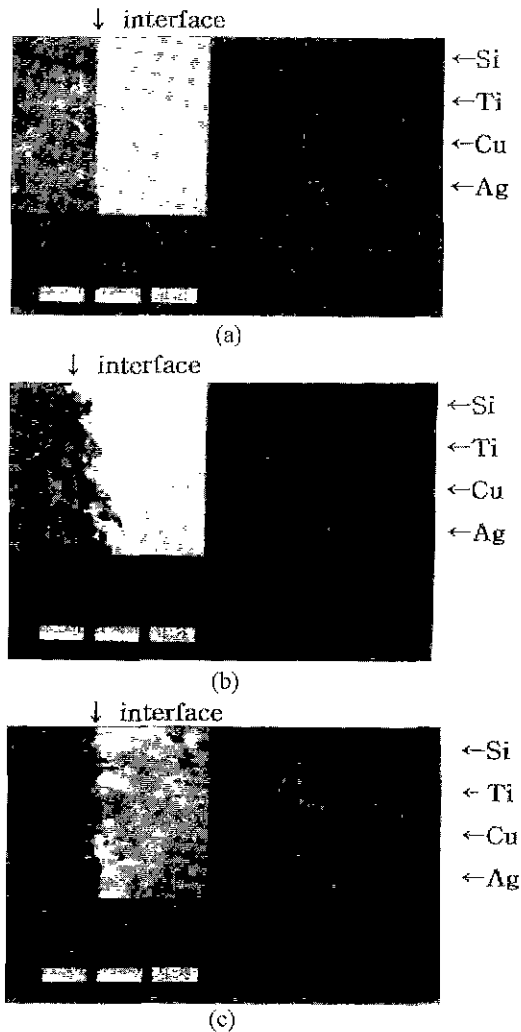 ↓ interface
←Si
←Ti
←Cu
←Ag
(a)
↓ interface
←Si
←Ti
←Cu
←Ag
(b)
↓ interface
←Si
← Ti
←Cu
←Ag
(c)